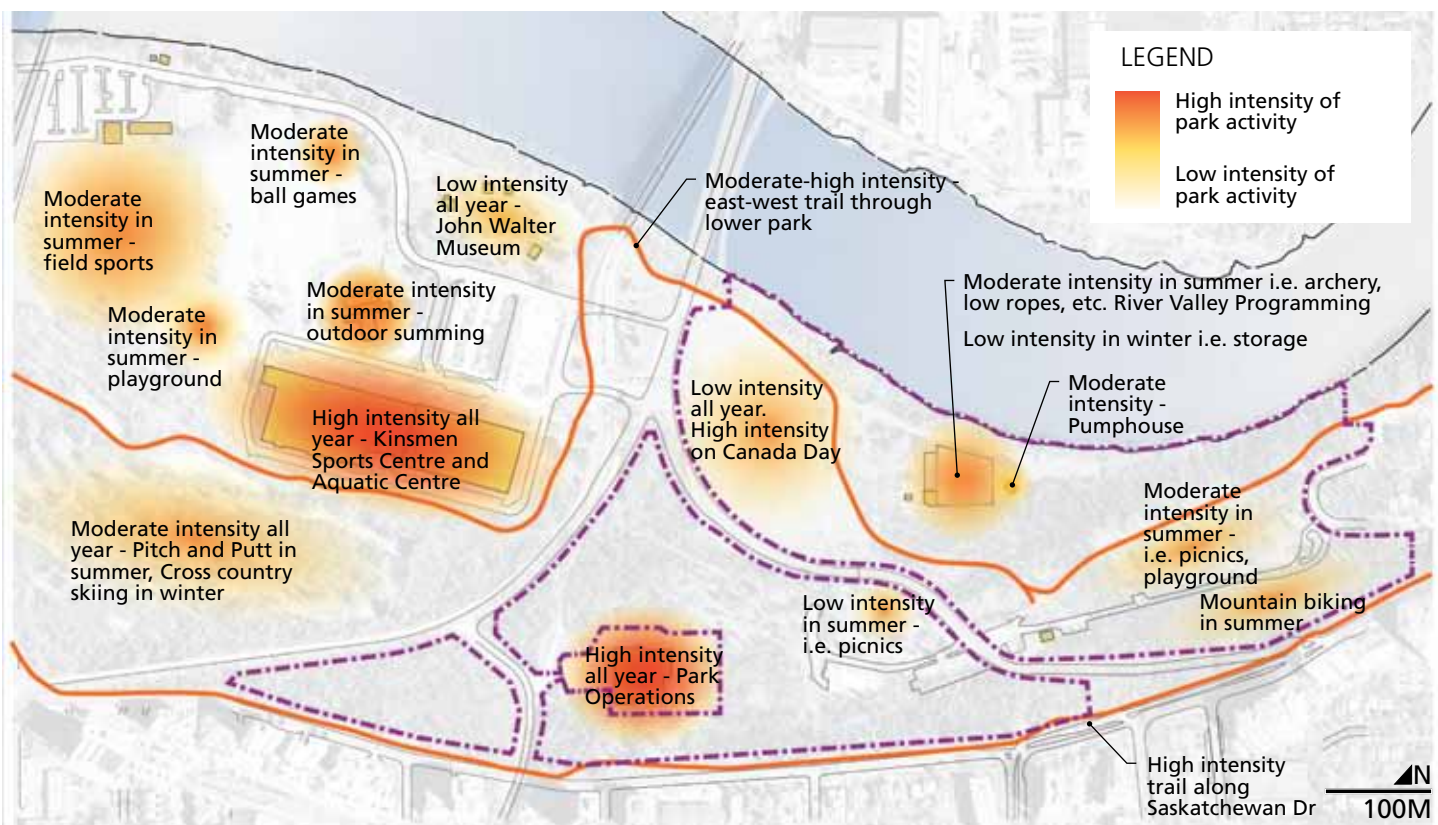 LEGEND
High intensity of
park activity
Low intensity of
park activity
Moderate
intensity in
summer -
ball games
Moderate
intensity in
summer -
field sports
Low intensity
all year -
John Walter
Museum
Moderate-high intensity -
east-west trail through
lower park
Moderate intensity in summer i.e. archery,
low ropes, etc. River Valley Programming
Low intensity in winter i.e. storage
Moderate
intensity in
summer -
playground
Moderate intensity
in summer -
outdoor summing
Low intensity
all year.
High intensity
on Canada Day
Moderate
intensity -
Pumphouse
High intensity all
year - Kinsmen
Sports Centre and
Aquatic Centre
Moderate intensity all
year - Pitch and Putt in
summer, Cross country
skiing in winter
Moderate
intensity in
summer -
i.e. picnics,
playground
Mountain biking
in summer
Low intensity
in summer -
i.e. picnics
High intensity
all year - Park
Operations
High intensity
trail along
Saskatchewan Dr
N
100M